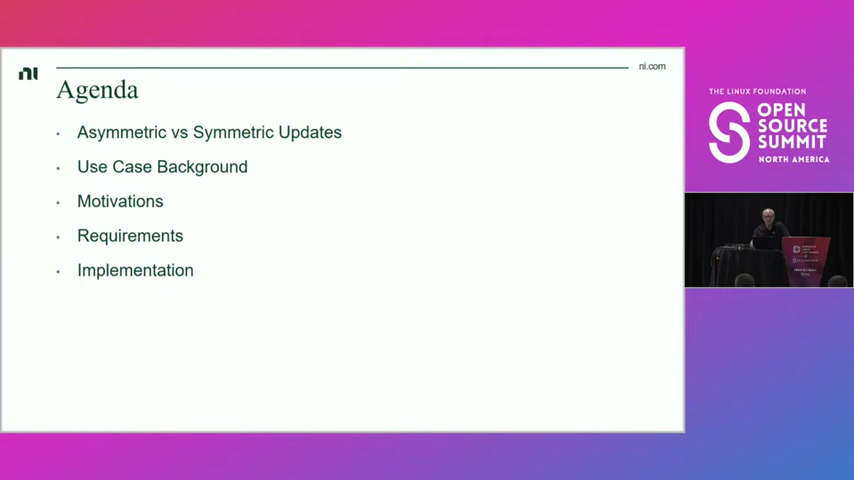 ni
ni.com
Agenda
• Asymmetric vs Symmetric Updates
• Use Case Background
• Motivations
• Requirements
• Implementation
THE LINUX FOUNDATION
OPEN
SOURCE
SUMMIT
NORTH AMERICA